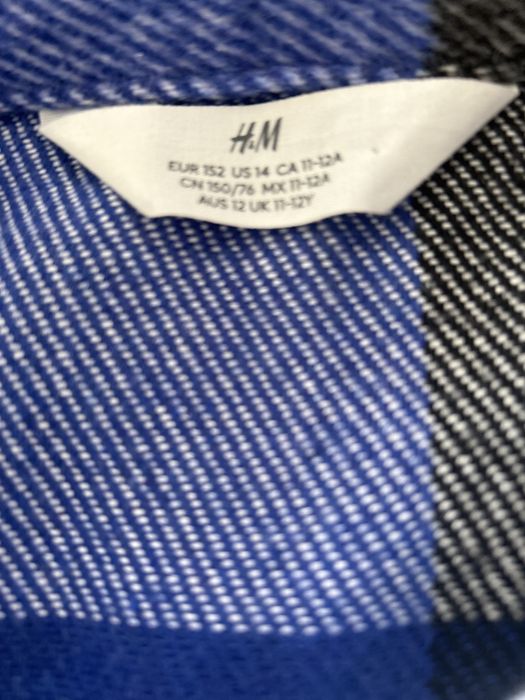 H&M
EUR 152 US 14 CA 11-12A
CN 150/76 MX 11-12A
AUS 12 UK 11-12Y